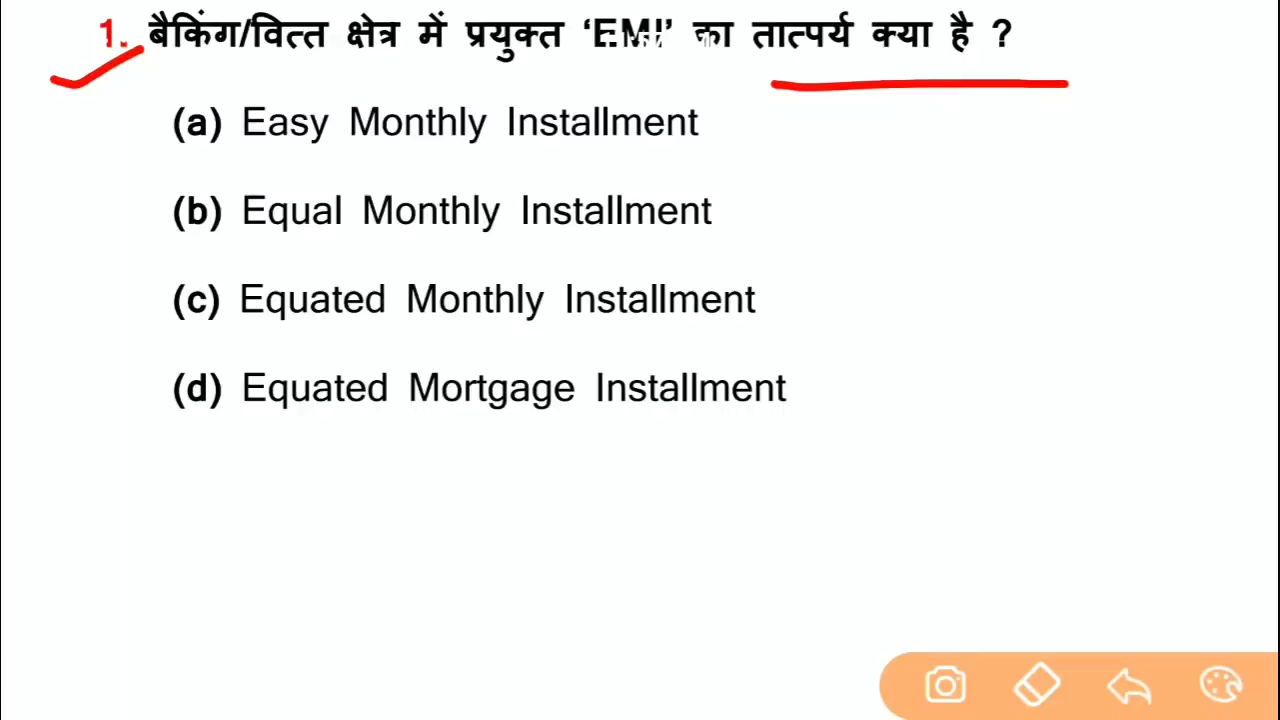 1. बैकिंग/वित्त क्षेत्र में प्रयुक्त ‘EMI’ का तात्पर्य क्या है ?
(a) Easy Monthly Installment
(b) Equal Monthly Installment
(c) Equated Monthly Installment
(d) Equated Mortgage Installment